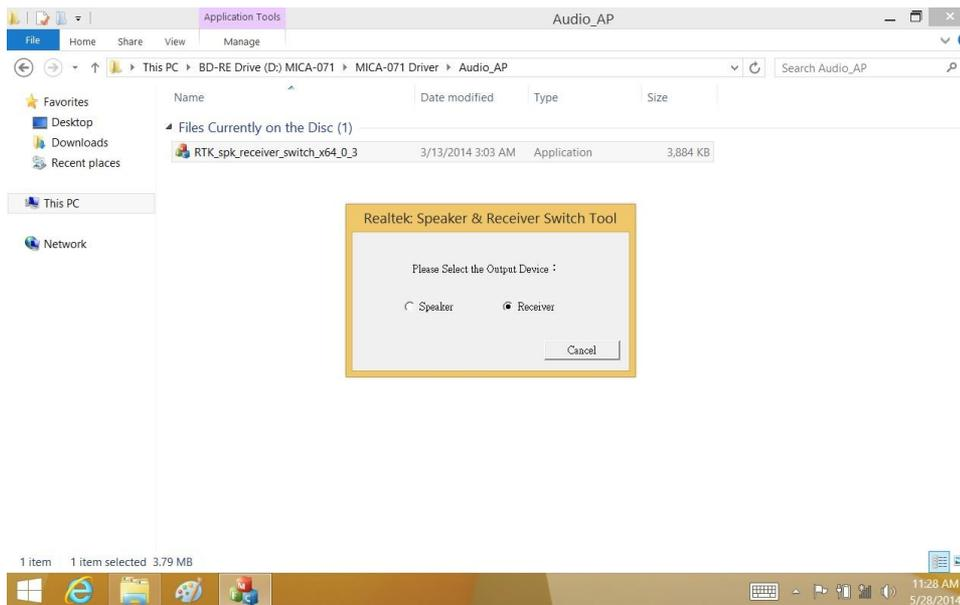 Application Tools
Audio_AP
File Home Share View Manage
This PC BD-RE Drive (D:) MICA-071 MICA-071 Driver Audio_AP
Search Audio_AP
Favorites
Desktop
Downloads
Recent places
This PC
Network
Name Date modified Type Size
Files Currently on the Disc (1)
RTK_spk_receiver_switch_x64_0_3 3/13/2014 3:03 AM Application 3,884 KB
Realtek: Speaker & Receiver Switch Tool
Please Select the Output Device：
Speaker Receiver
Cancel
1 item 1 item selected 3.79 MB
11:28 AM
5/28/2014